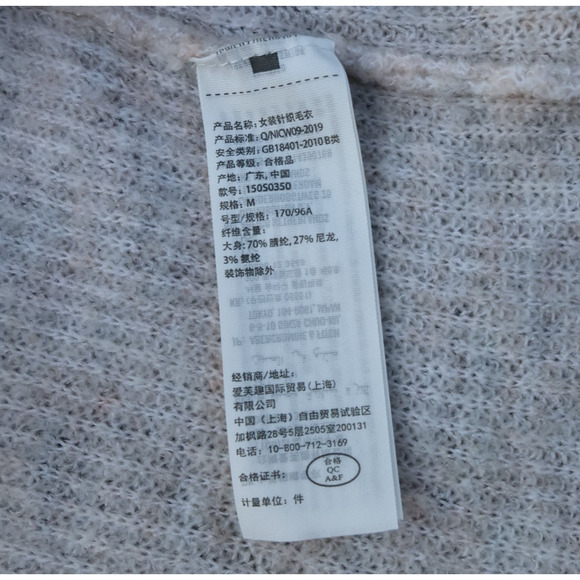 产品名称：女装针织毛衣
产品标准：Q/NICW09-2019
安全类别：GB18401-2010 B类
产品等级：合格品
产地：广东, 中国
款号：150S0350
规格：M
号型/规格：170/96A
纤维含量：
大身：70% 腈纶, 27% 尼龙,
3% 氨纶
装饰物除外
经销商/地址：
爱芙趣国际贸易(上海)
有限公司
中国（上海）自由贸易试验区
加枫路28号5层2505室200131
电话：10-800-712-3169
合格证书：
合格
QC
A&F
计量单位：件